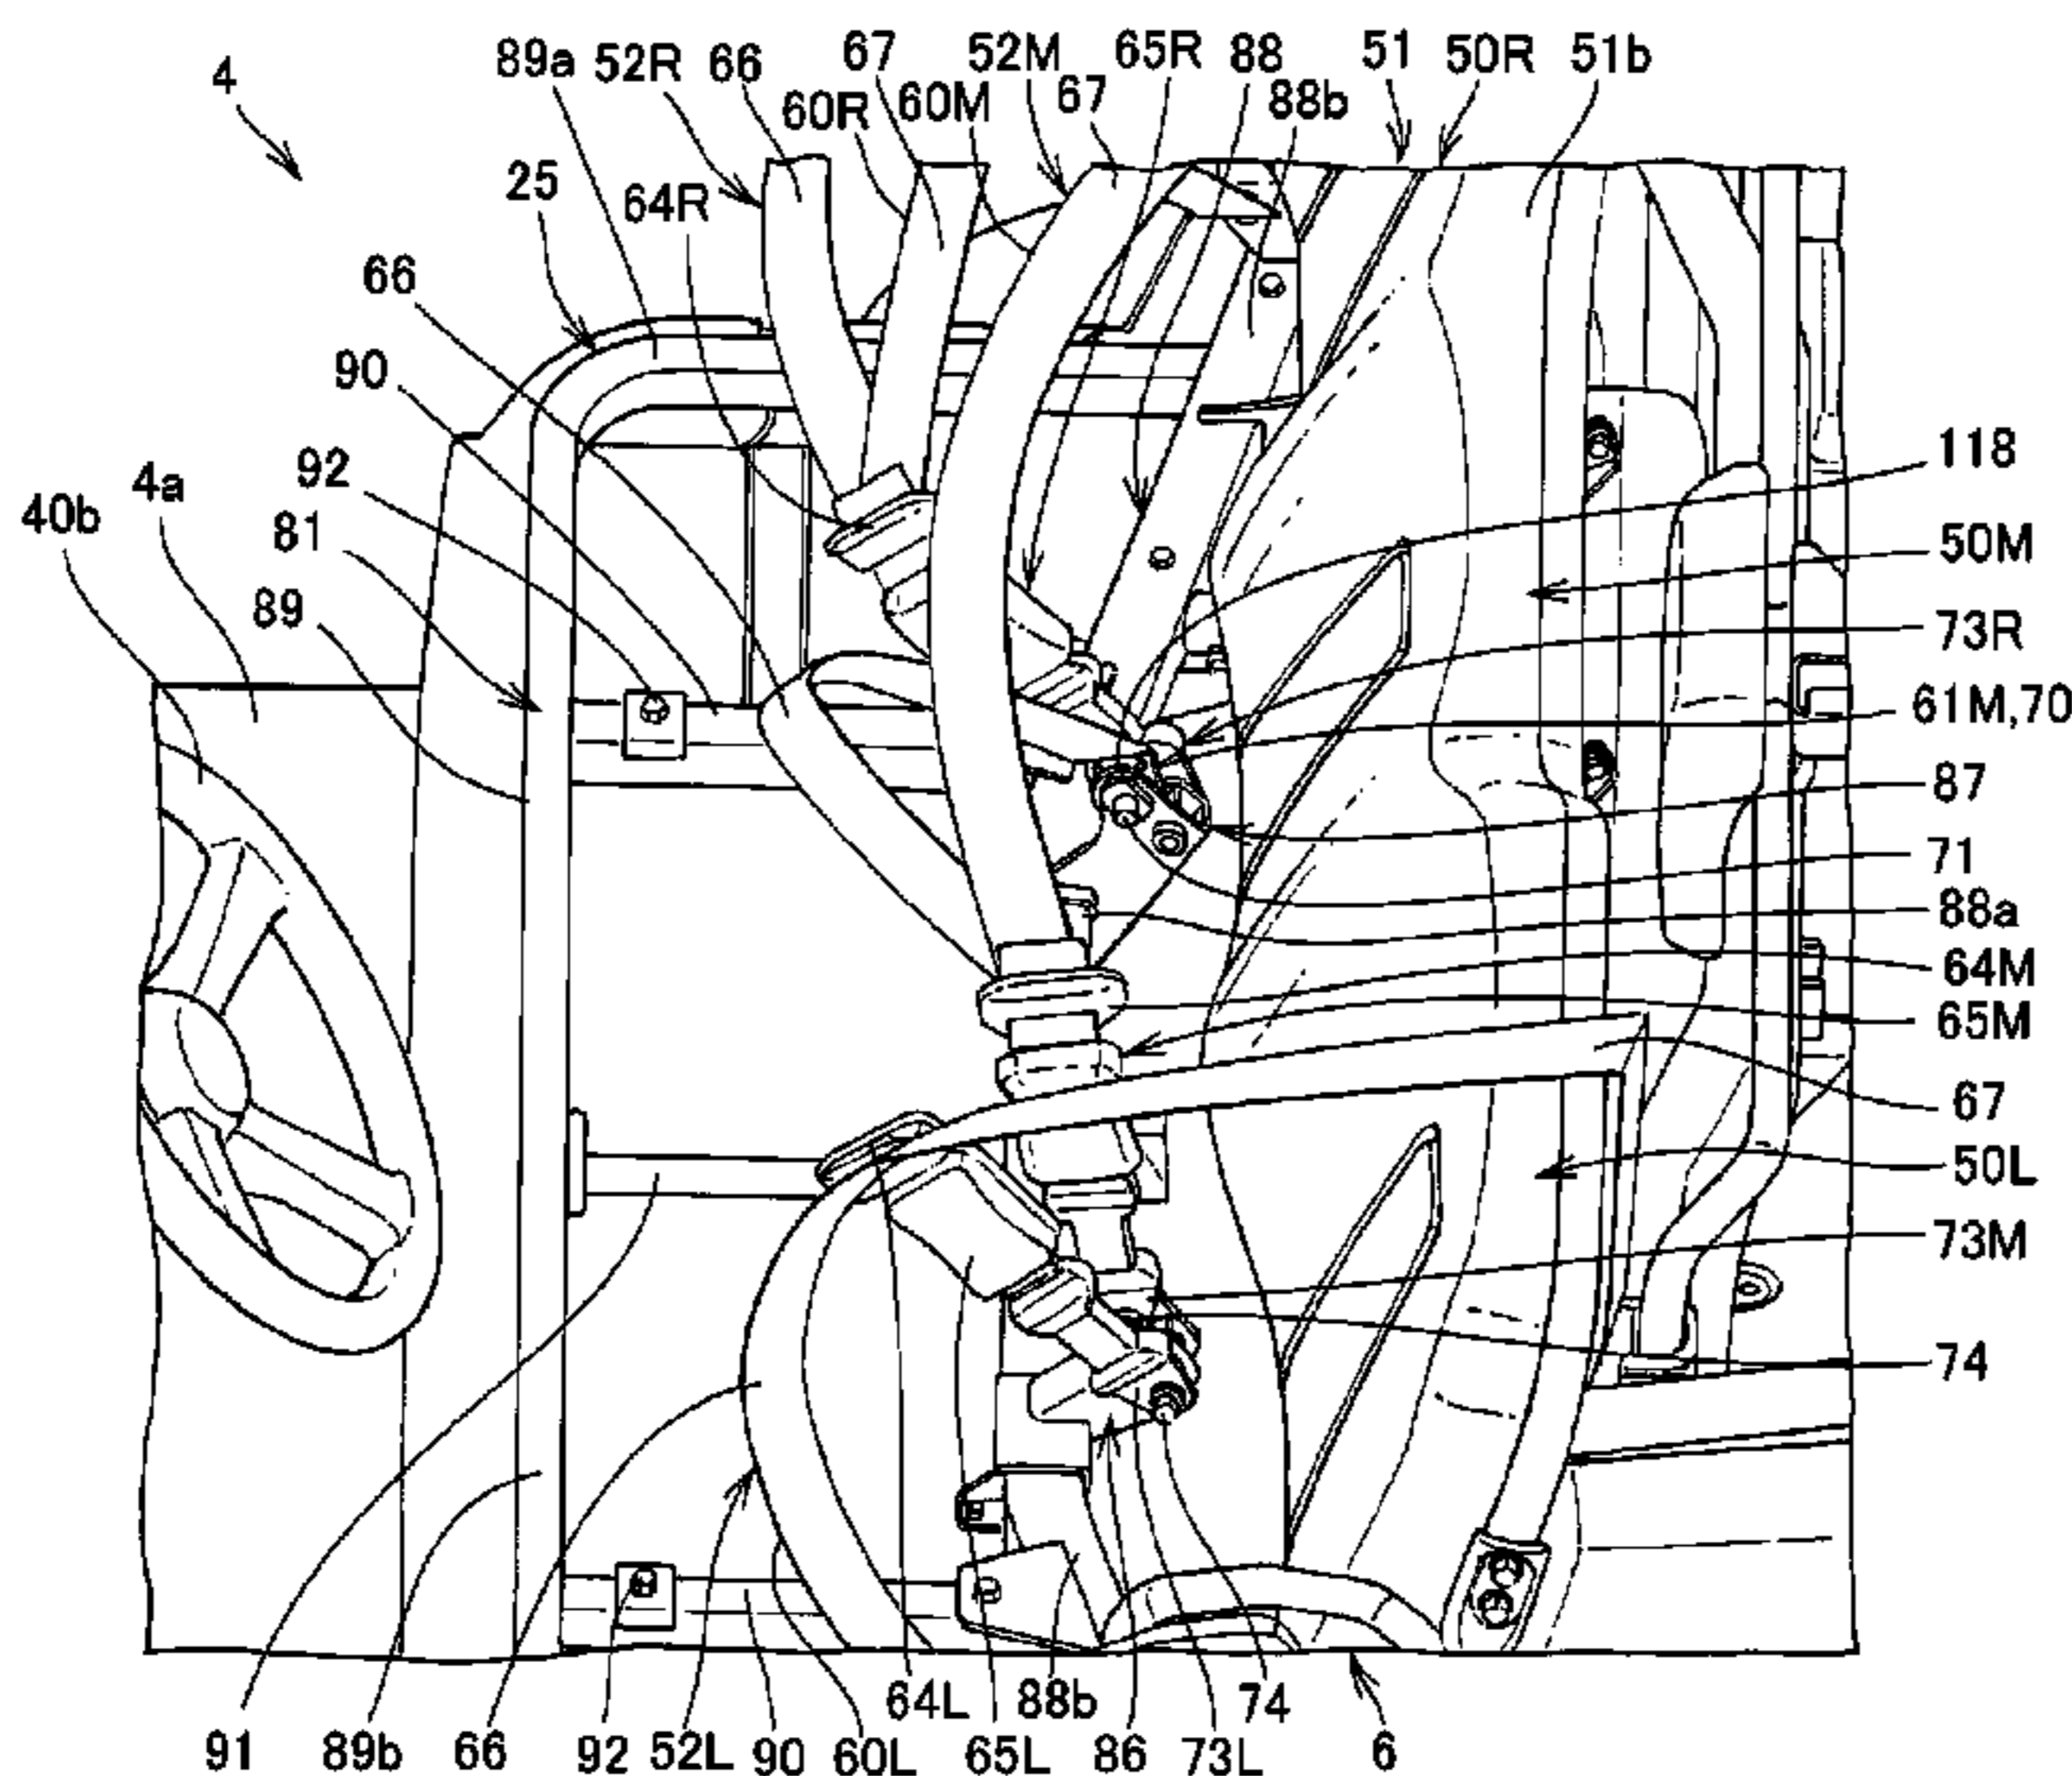 4
89a 52R 66 67 52M 65R 88 51 50R 51b
60R 60M 67 88b
25 64R
66
90
92
4a
40b
81
89
118
50M
73R
61M,70
87
71
88a
64M
65M
67
50L
73M
74
64L 88b 74
91 89b 66 92 52L 90 60L 65L 86 73L 6